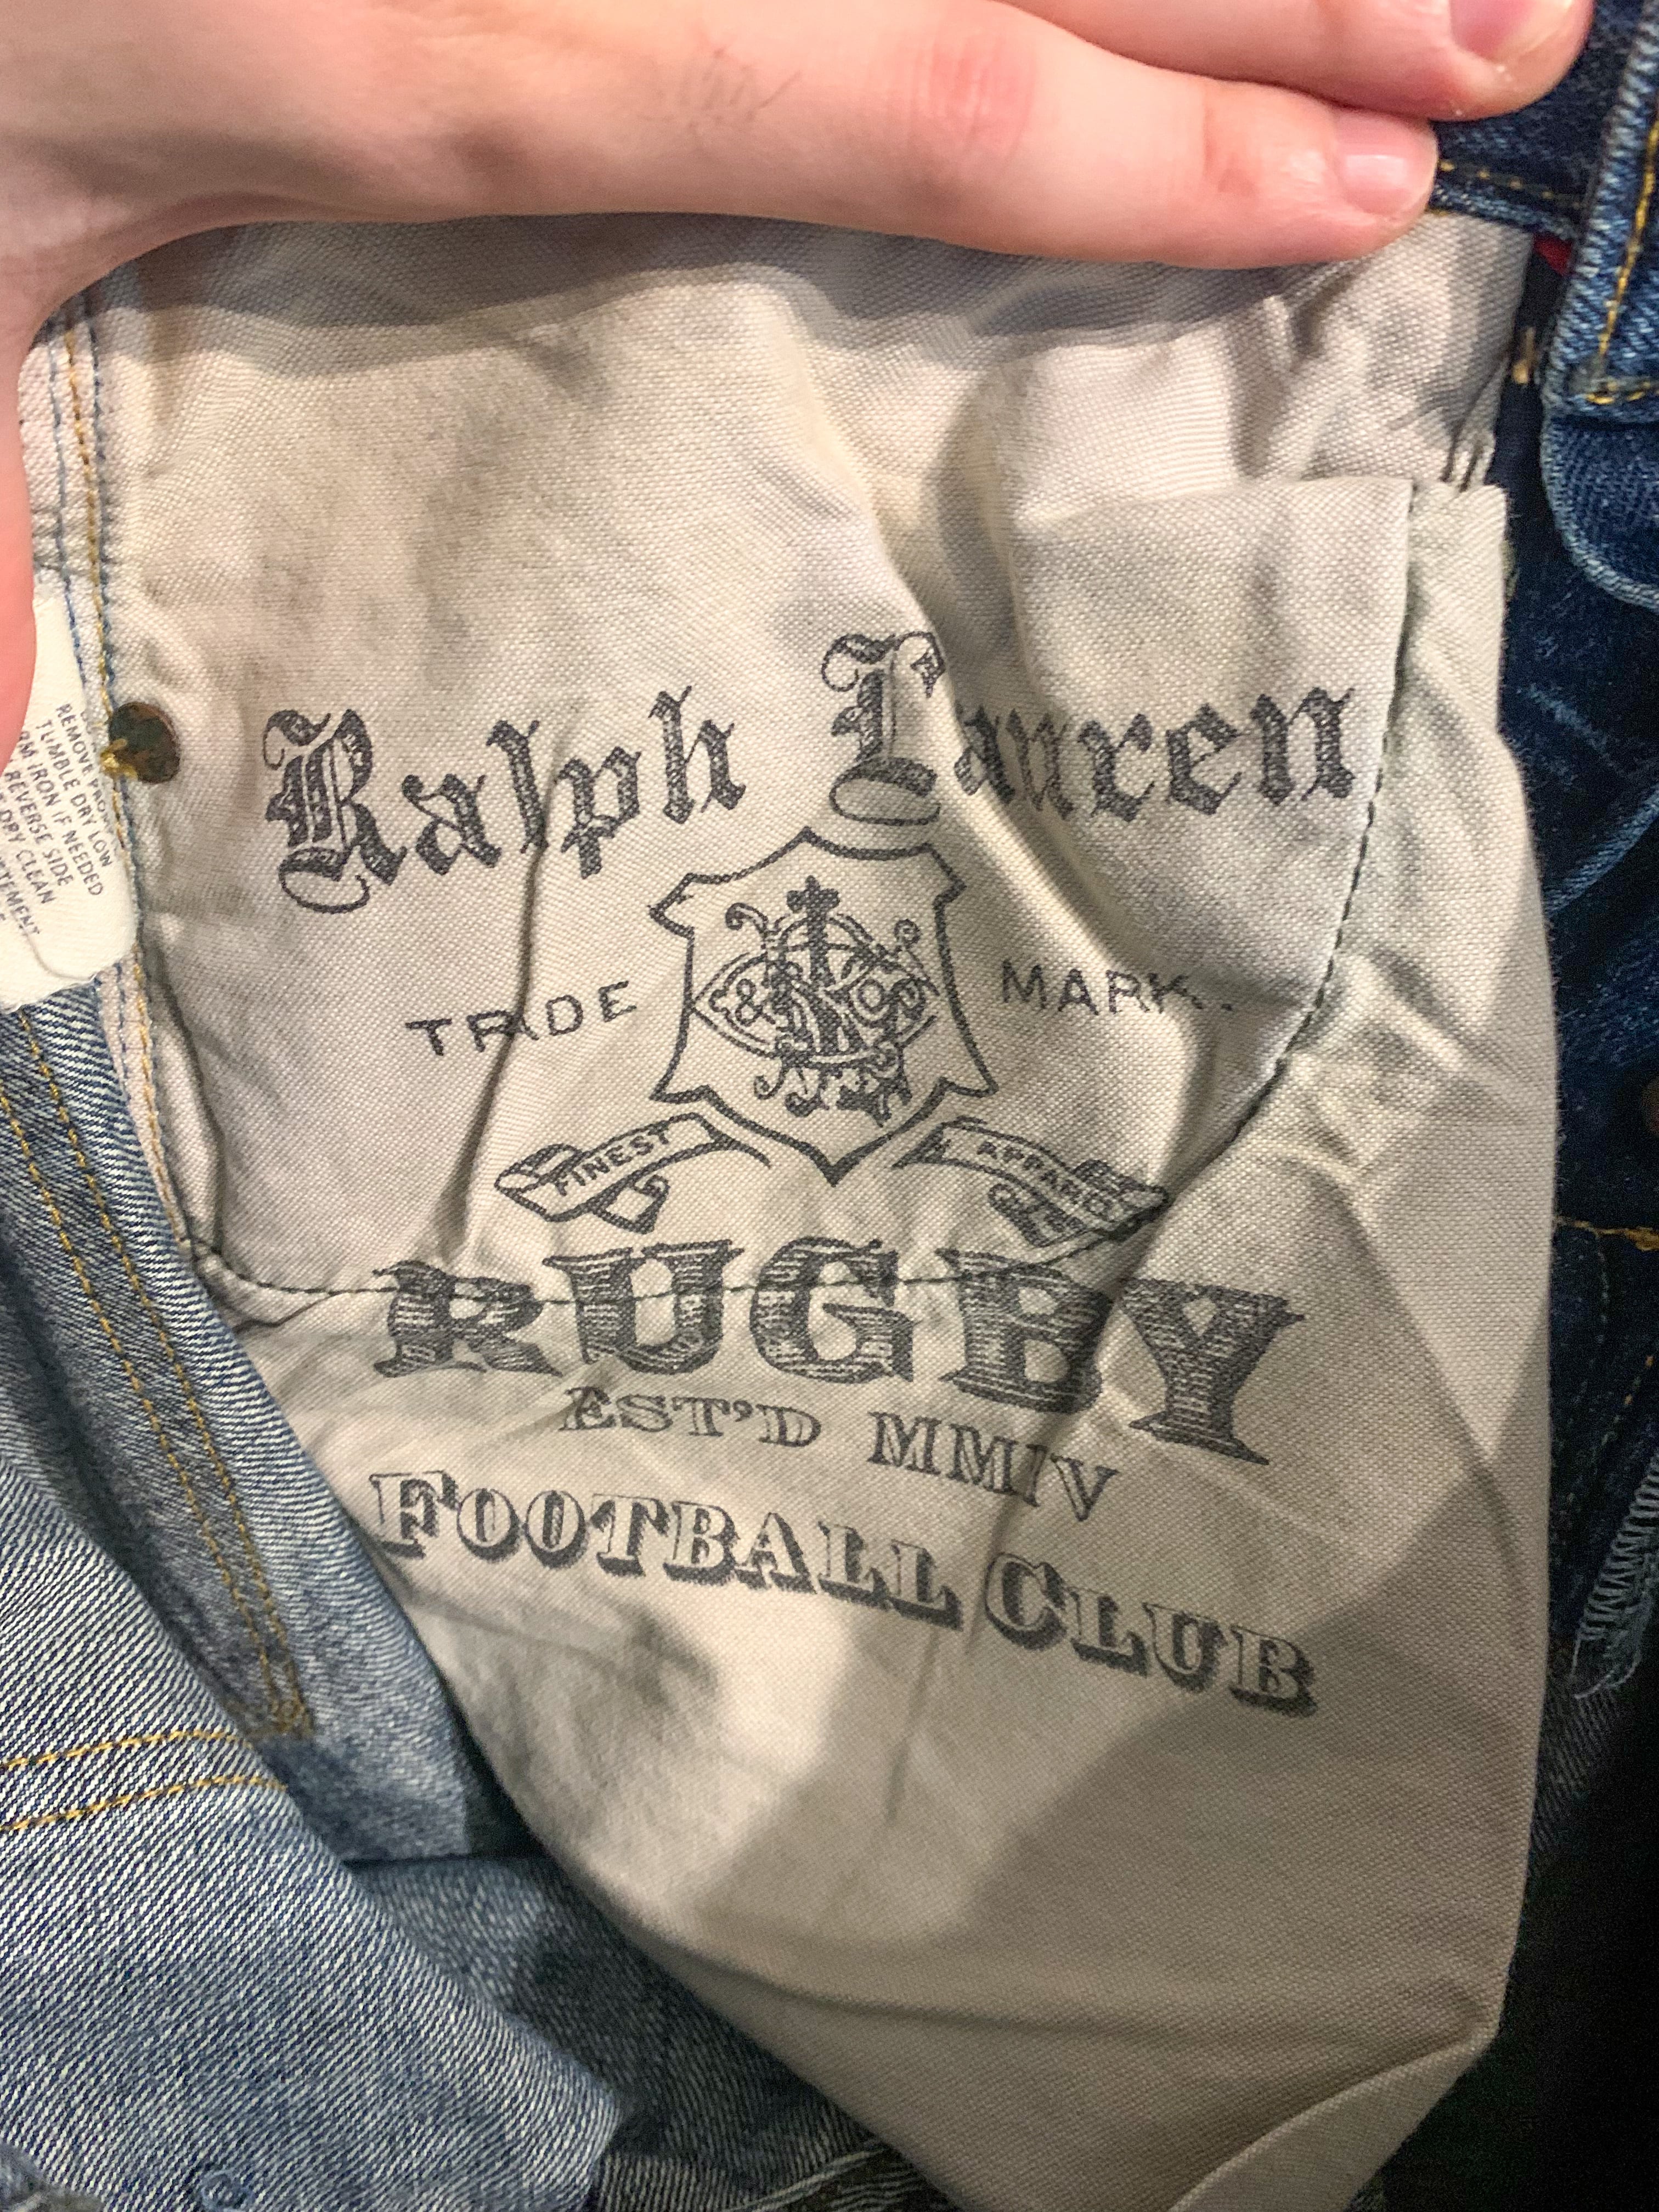 Ralph Lauren
TRADE MARK.
FINEST APPAREL
RUGBY
EST'D MMIV
FOOTBALL CLUB
REMOVE
TUMBLE DRY LOW
IRON IF NEEDED
REVERSE SIDE
DRY CLEAN